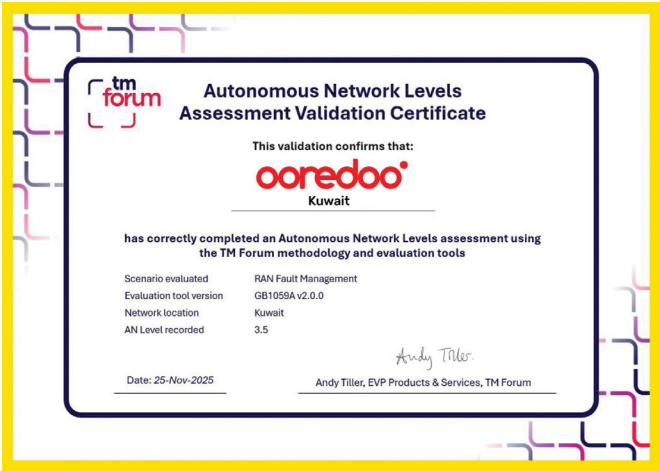 tm
forum
Autonomous Network Levels
Assessment Validation Certificate
This validation confirms that:
ooredoo
Kuwait
has correctly completed an Autonomous Network Levels assessment using
the TM Forum methodology and evaluation tools
Scenario evaluated RAN Fault Management
Evaluation tool version GB1059A v2.0.0
Network location Kuwait
AN Level recorded 3.5
Andy Tiller
Date: 25-Nov-2025
Andy Tiller, EVP Products & Services, TM Forum